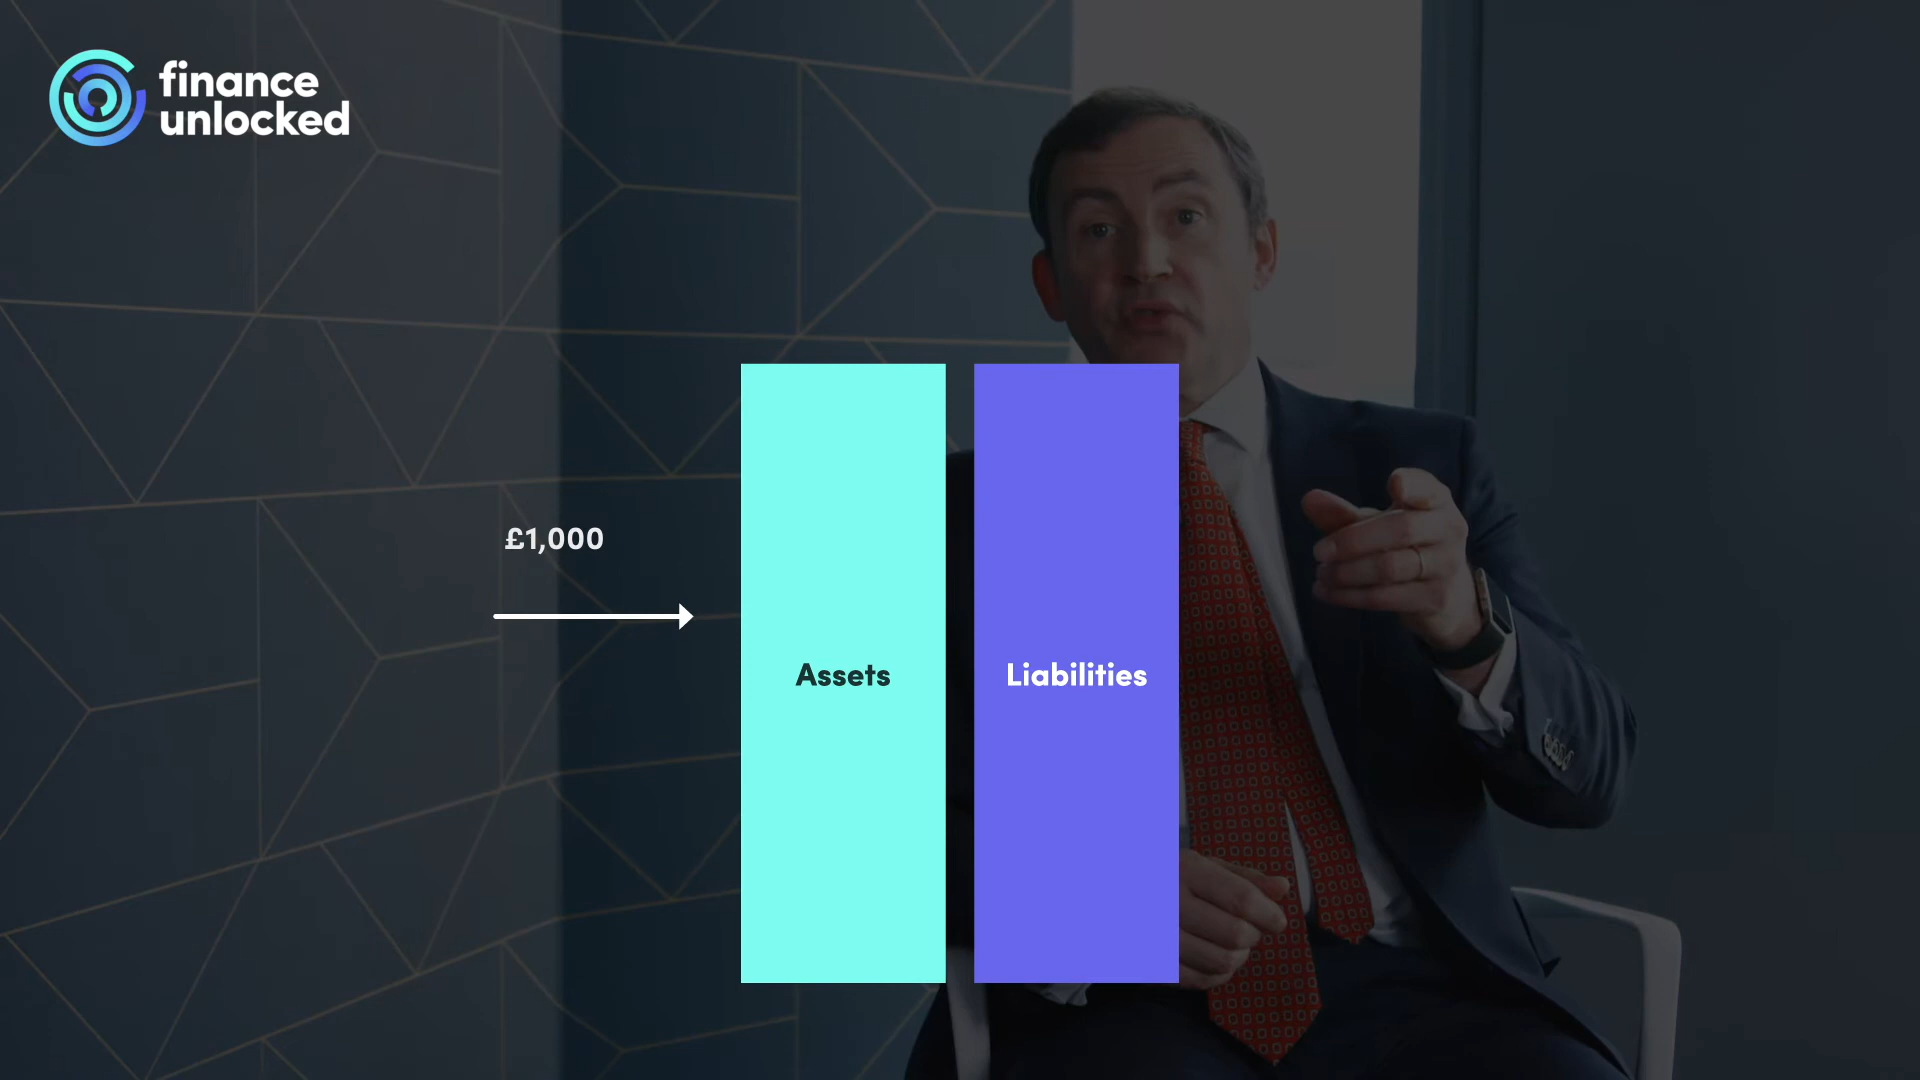 finance
unlocked
£1,000
Assets
Liabilities